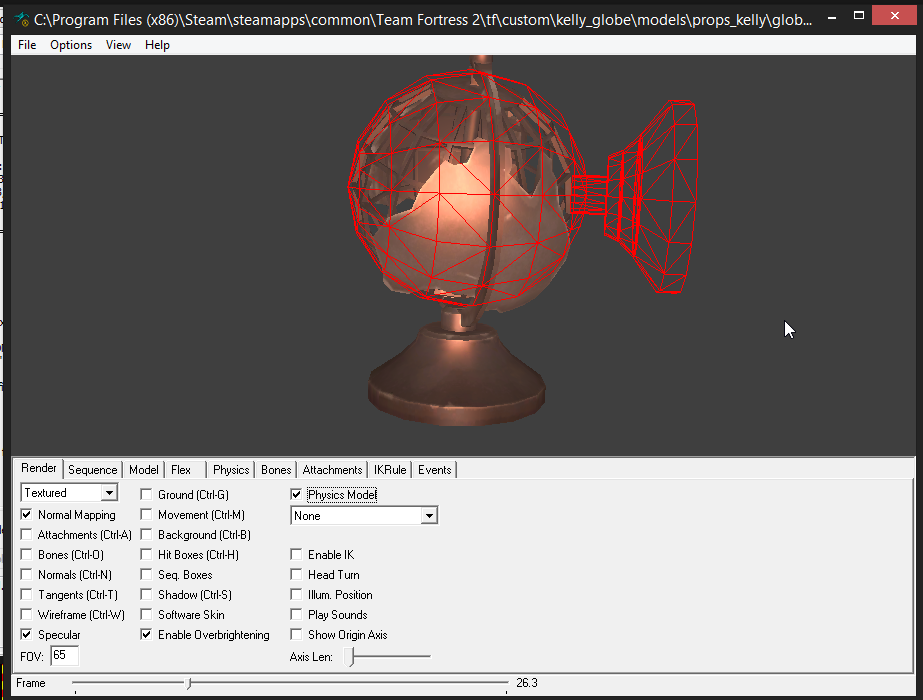 C:\Program Files (x86)\Steam\steamapps\common\Team Fortress 2\tf\custom\kelly_globe\models\props_kelly\glob...
File Options View Help
Render Sequence Model Flex Physics Bones Attachments IKRule Events
Textured Ground (Ctrl-G) Physics Model
Normal Mapping Movement (Ctrl-M) None
Attachments (Ctrl-A) Background (Ctrl-B)
Bones (Ctrl-O) Hit Boxes (Ctrl-H) Enable IK
Normals (Ctrl-N) Seq. Boxes Head Turn
Tangents (Ctrl-T) Shadow (Ctrl-S) Illum. Position
Wireframe (Ctrl-W) Software Skin Play Sounds
Specular Enable Overbrightening Show Origin Axis
FOV: 65 Axis Len:
Frame 26.3